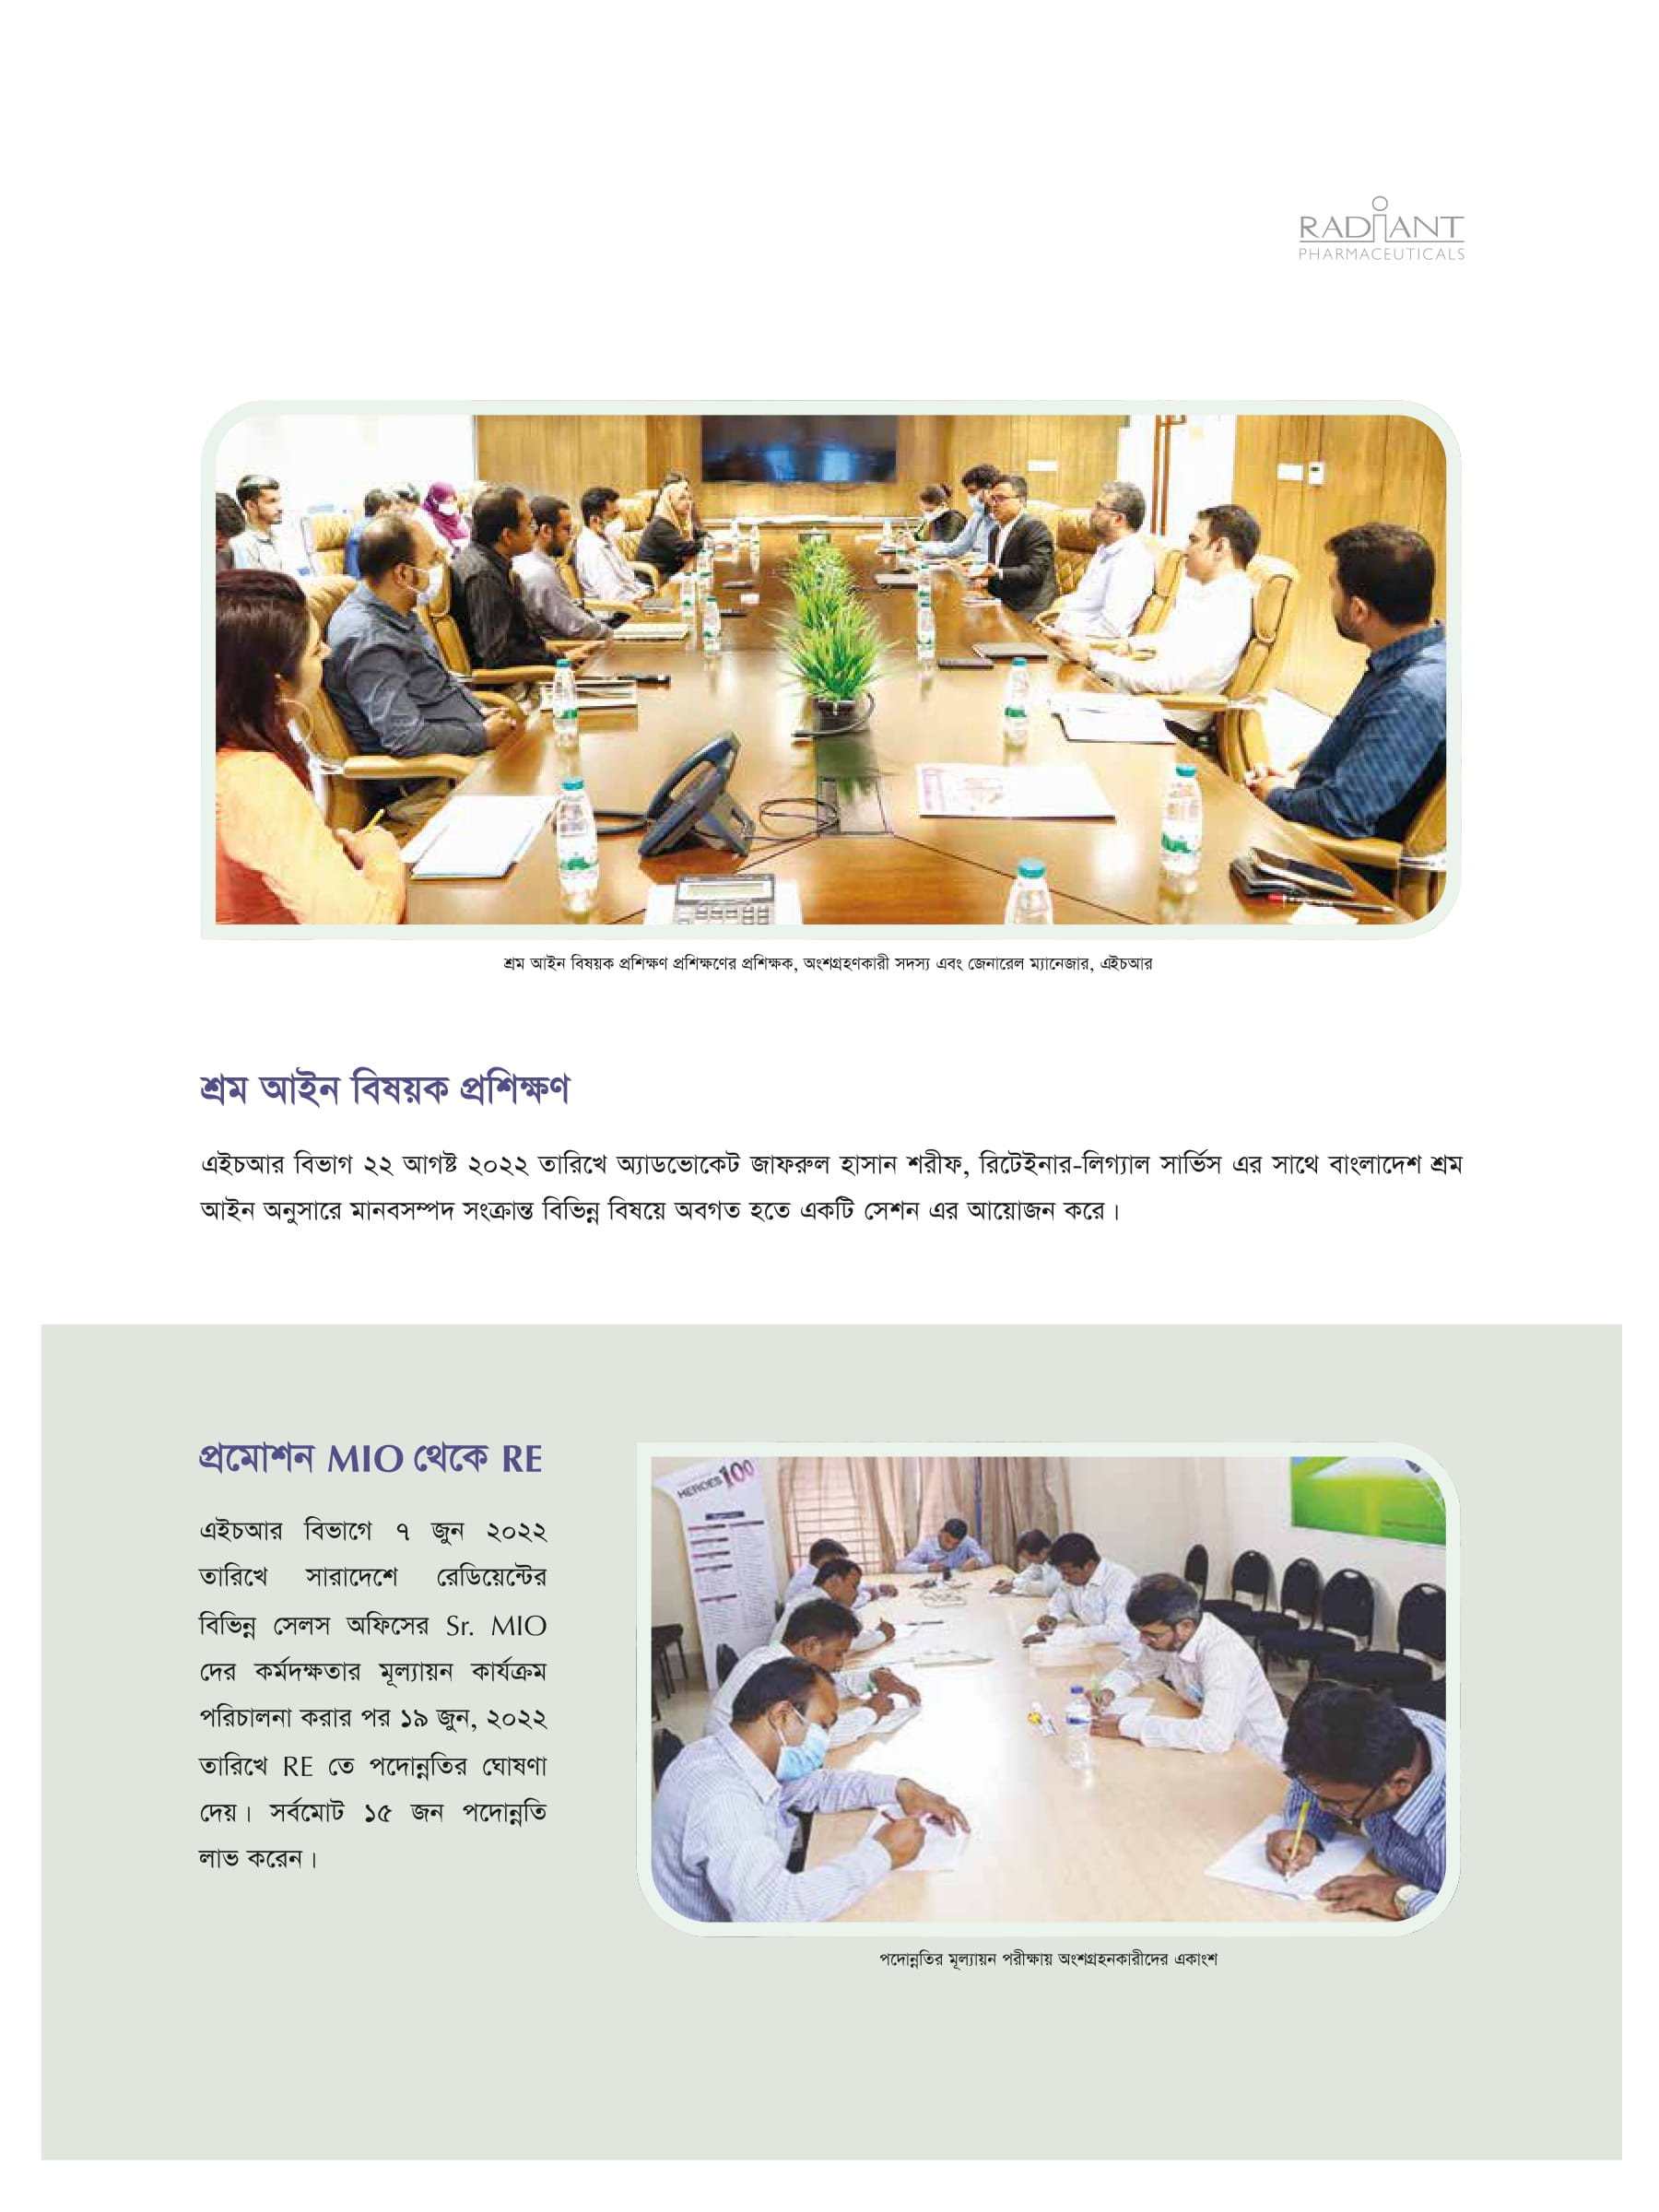 RADiANT
PHARMACEUTICALS
শ্রম আইন বিষয়ক প্রশিক্ষণ প্রশিক্ষণের প্রশিক্ষক, অংশগ্রহণকারী সদস্য এবং জেনারেল ম্যানেজার, এইচআর
শ্রম আইন বিষয়ক প্রশিক্ষণ
এইচআর বিভাগ ২২ আগষ্ট ২০২২ তারিখে অ্যাডভোকেট জাফরুল হাসান শরীফ, রিটেইনার-লিগ্যাল সার্ভিস এর সাথে বাংলাদেশ শ্রম
আইন অনুসারে মানবসম্পদ সংক্রান্ত বিভিন্ন বিষয়ে অবগত হতে একটি সেশন এর আয়োজন করে।
প্রমোশন MIO থেকে RE
এইচআর বিভাগে ৭ জুন ২০২২
তারিখে সারাদেশে রেডিয়েন্টের
বিভিন্ন সেলস অফিসের Sr. MIO
দের কর্মদক্ষতার মূল্যায়ন কার্যক্রম
পরিচালনা করার পর ১৯ জুন, ২০২২
তারিখে RE তে পদোন্নতির ঘোষণা
দেয়। সর্বমোট ১৫ জন পদোন্নতি
লাভ করেন।
HEROES 100
পদোন্নতির মূল্যায়ন পরীক্ষায় অংশগ্রহনকারীদের একাংশ